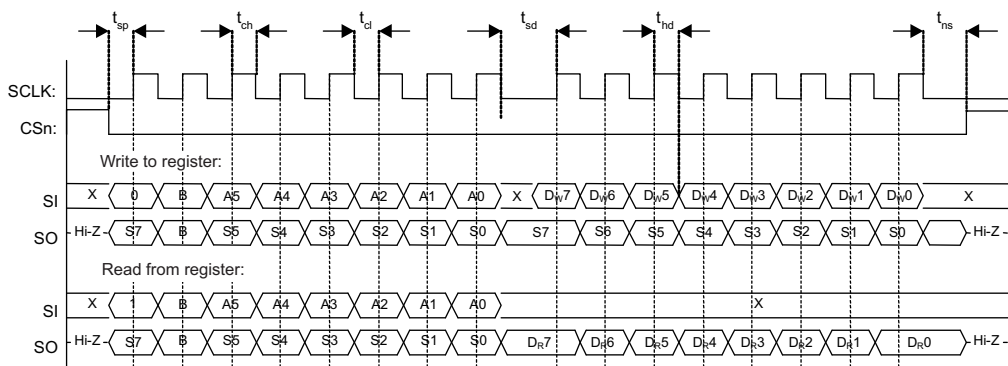 tsp tch tcl tsd thd tns
SCLK:
CSn:
Write to register:
SI X 0 B A5 A4 A3 A2 A1 A0 X DW7 DW6 DW5 DW4 DW3 DW2 DW1 DW0 X
SO Hi-Z S7 B S5 S4 S3 S2 S1 S0 S7 S6 S5 S4 S3 S2 S1 S0 Hi-Z
Read from register:
SI X 1 B A5 A4 A3 A2 A1 A0 X
SO Hi-Z S7 B S5 S4 S3 S2 S1 S0 DR7 DR6 DR5 DR4 DR3 DR2 DR1 DR0 Hi-Z